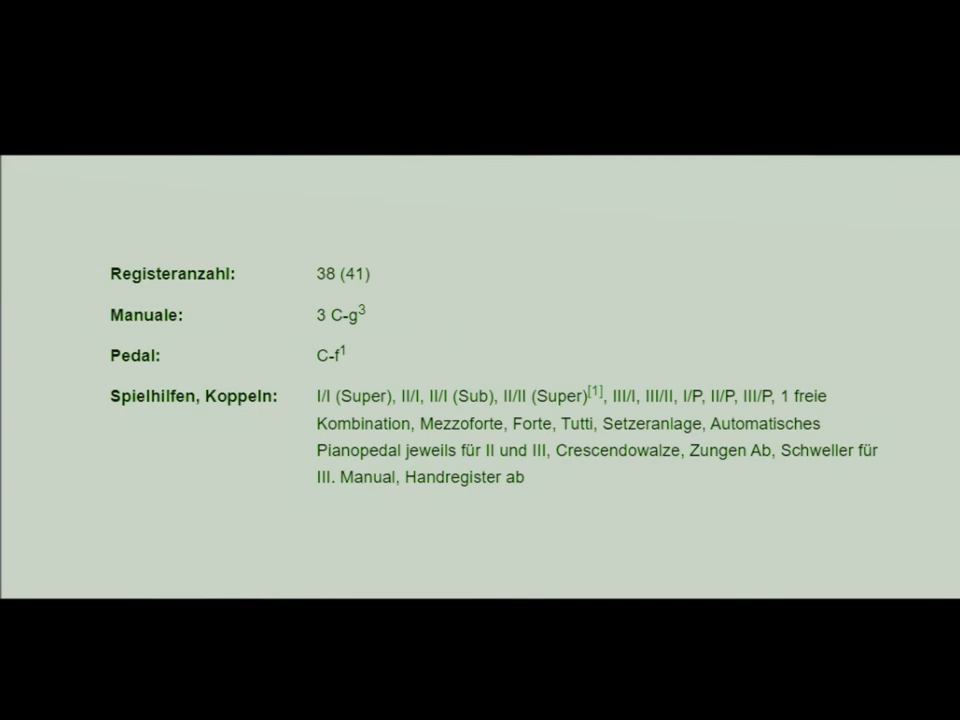 Registeranzahl: 38 (41)
Manuale: 3 C-g³
Pedal: C-f¹
Spielhilfen, Koppeln: I/I (Super), II/I, II/I (Sub), II/II (Super)[1], III/I, III/II, I/P, II/P, III/P, 1 freie
Kombination, Mezzoforte, Forte, Tutti, Setzeranlage, Automatisches
Pianopedal jeweils für II und III, Crescendowalze, Zungen Ab, Schweller für
III. Manual, Handregister ab